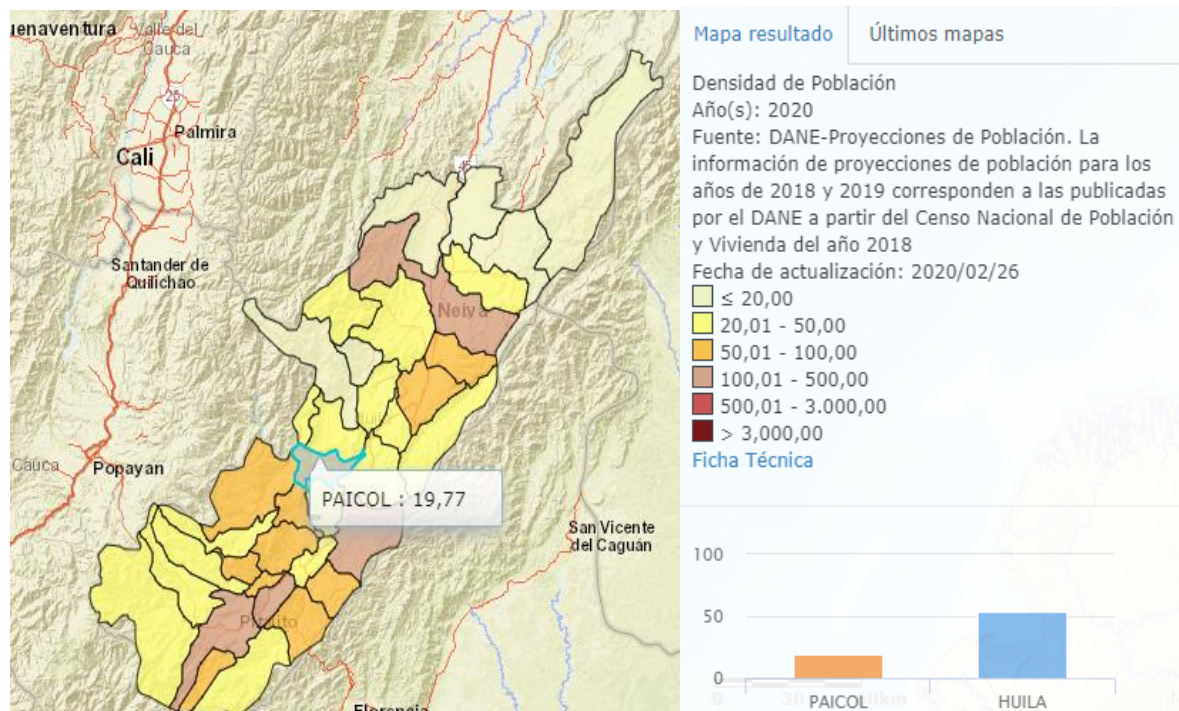 uenaventura
Valle del
Cauca
25
Palmira
Cali
45
Santander de
Quilichao
Neiva
Cauca
Popayan
PAICOL : 19,77
San Vicente
del Caguán
Pitalito
Florencia
Mapa resultado
Últimos mapas
Densidad de Población
Año(s): 2020
Fuente: DANE-Proyecciones de Población. La
información de proyecciones de población para los
años de 2018 y 2019 corresponden a las publicadas
por el DANE a partir del Censo Nacional de Población
y Vivienda del año 2018
Fecha de actualización: 2020/02/26
≤ 20,00
20,01 - 50,00
50,01 - 100,00
100,01 - 500,00
500,01 - 3.000,00
> 3,000,00
Ficha Técnica
100
50
0
0 30 60km
PAICOL
HUILA